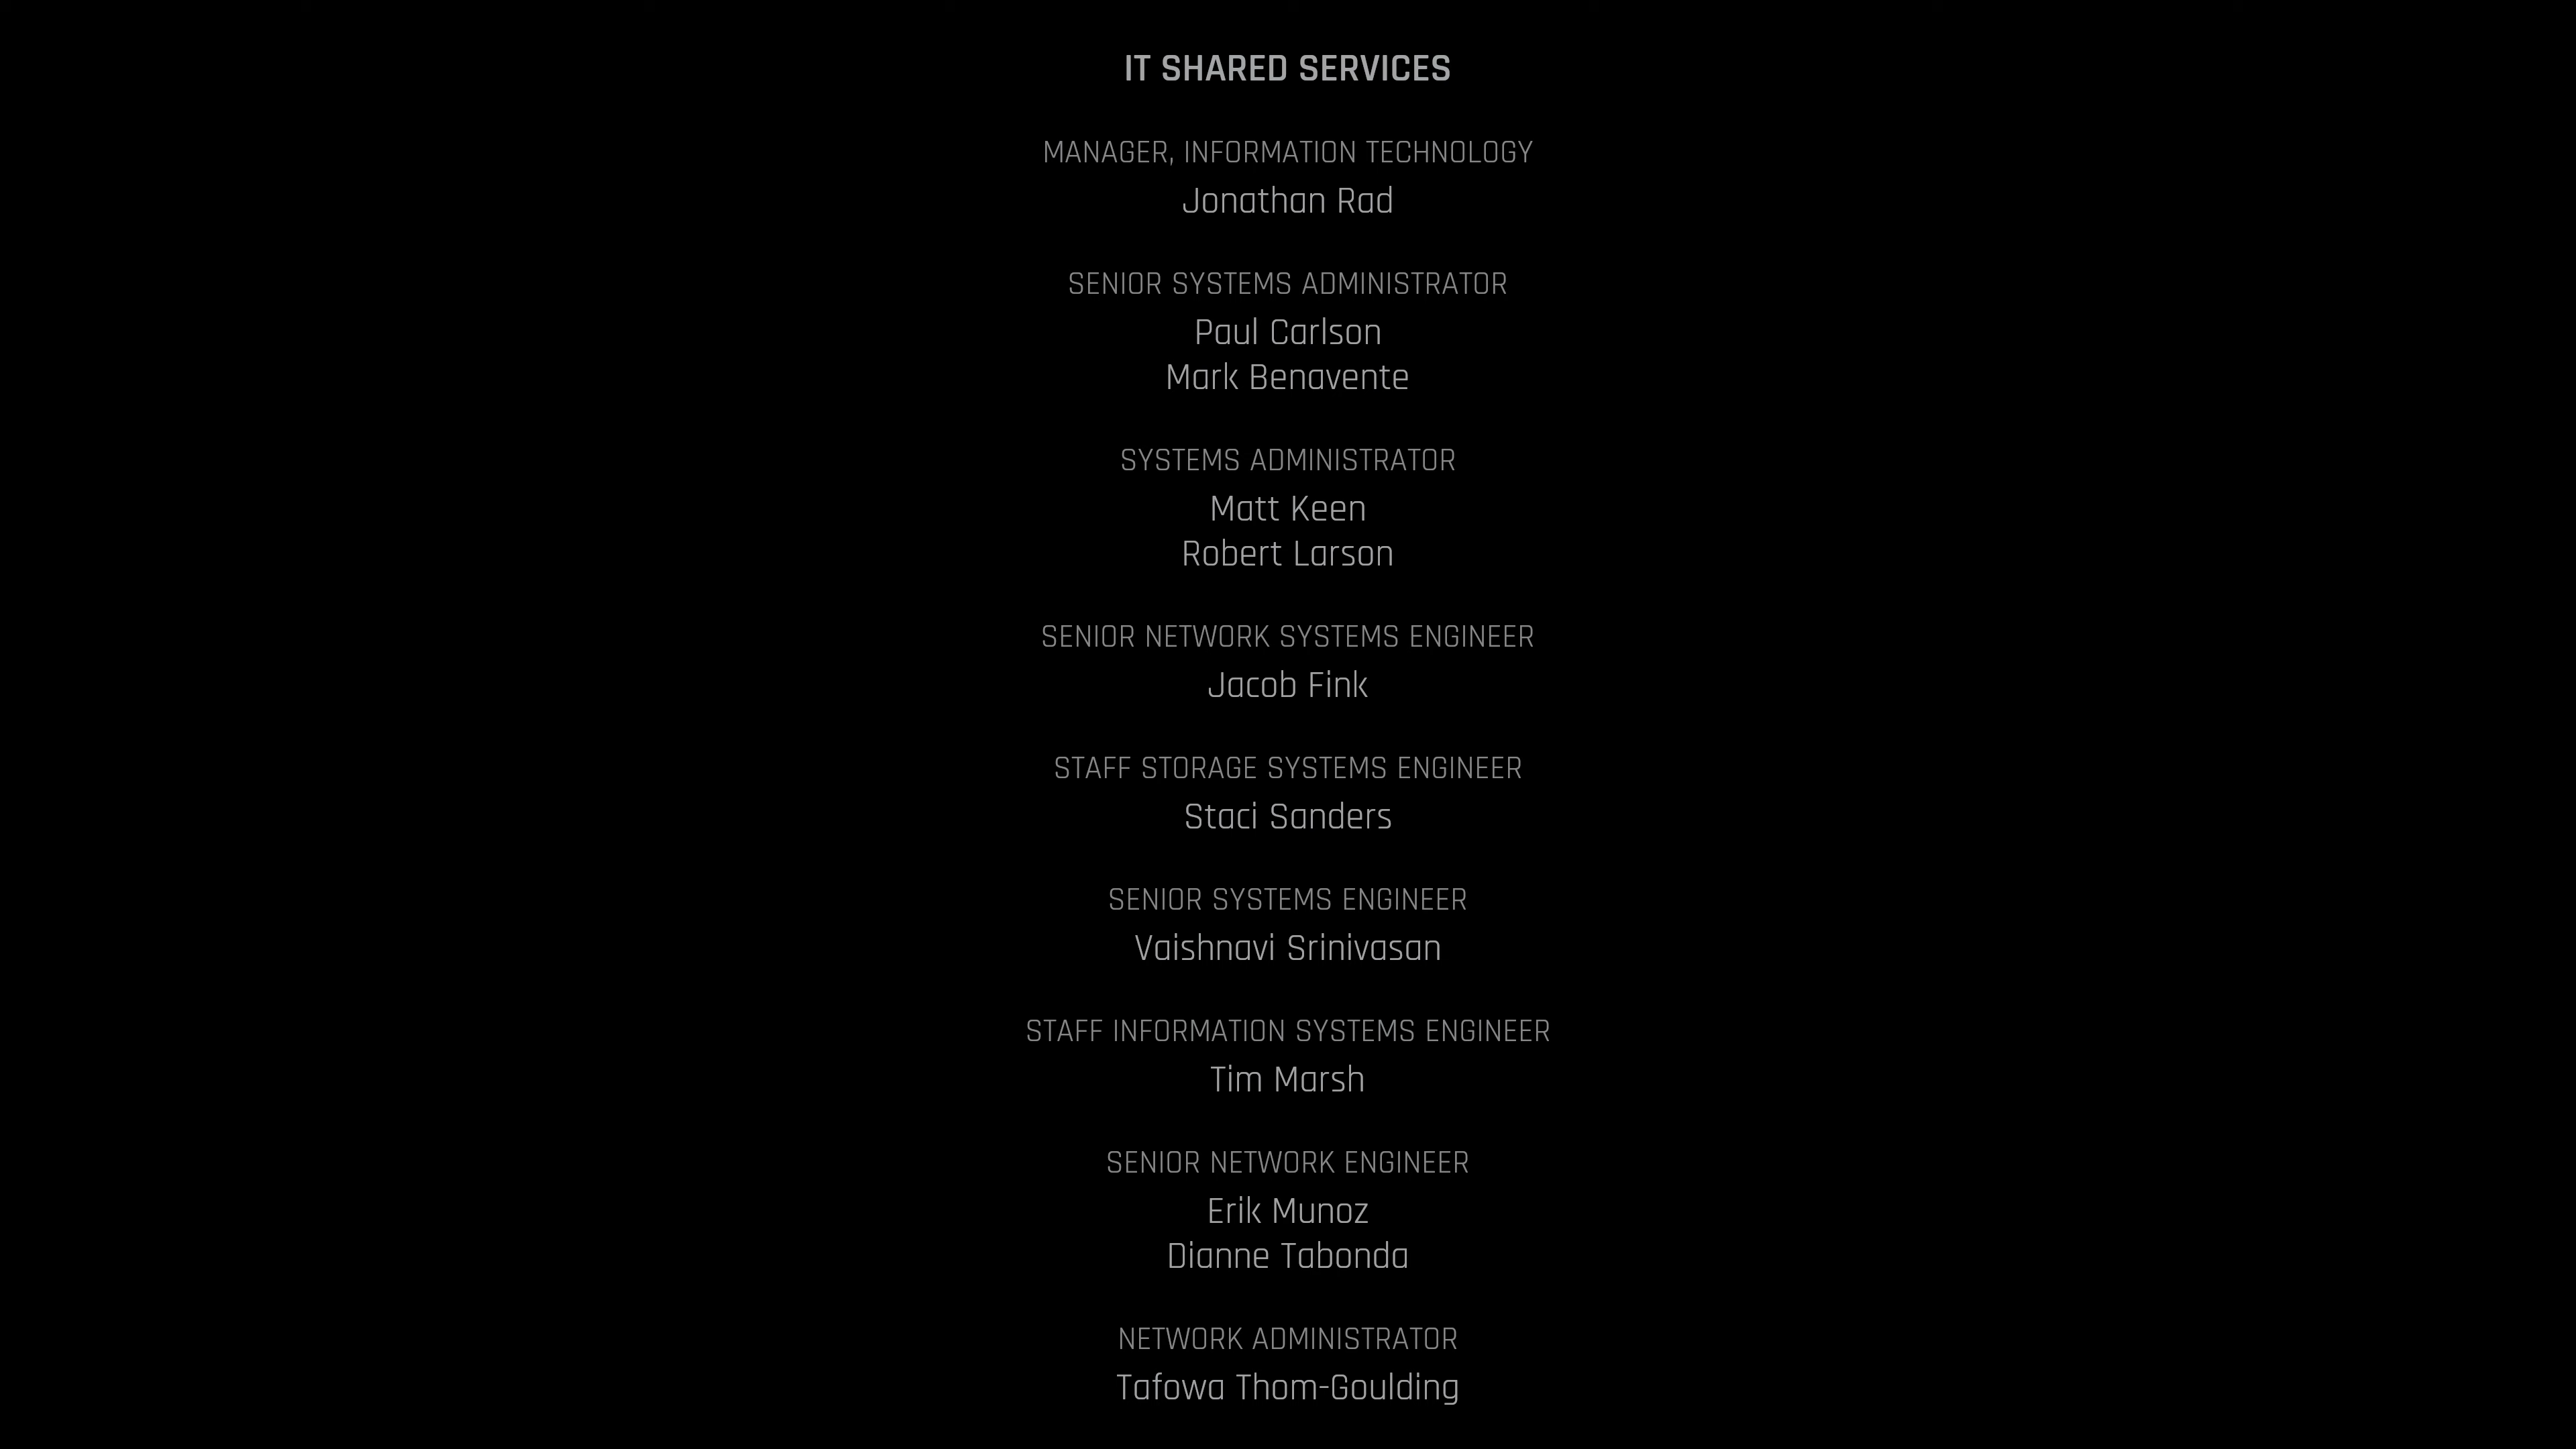 IT SHARED SERVICES
MANAGER, INFORMATION TECHNOLOGY
Jonathan Rad
SENIOR SYSTEMS ADMINISTRATOR
Paul Carlson
Mark Benavente
SYSTEMS ADMINISTRATOR
Matt Keen
Robert Larson
SENIOR NETWORK SYSTEMS ENGINEER
Jacob Fink
STAFF STORAGE SYSTEMS ENGINEER
Staci Sanders
SENIOR SYSTEMS ENGINEER
Vaishnavi Srinivasan
STAFF INFORMATION SYSTEMS ENGINEER
Tim Marsh
SENIOR NETWORK ENGINEER
Erik Munoz
Dianne Tabonda
NETWORK ADMINISTRATOR
Tafowa Thom-Goulding